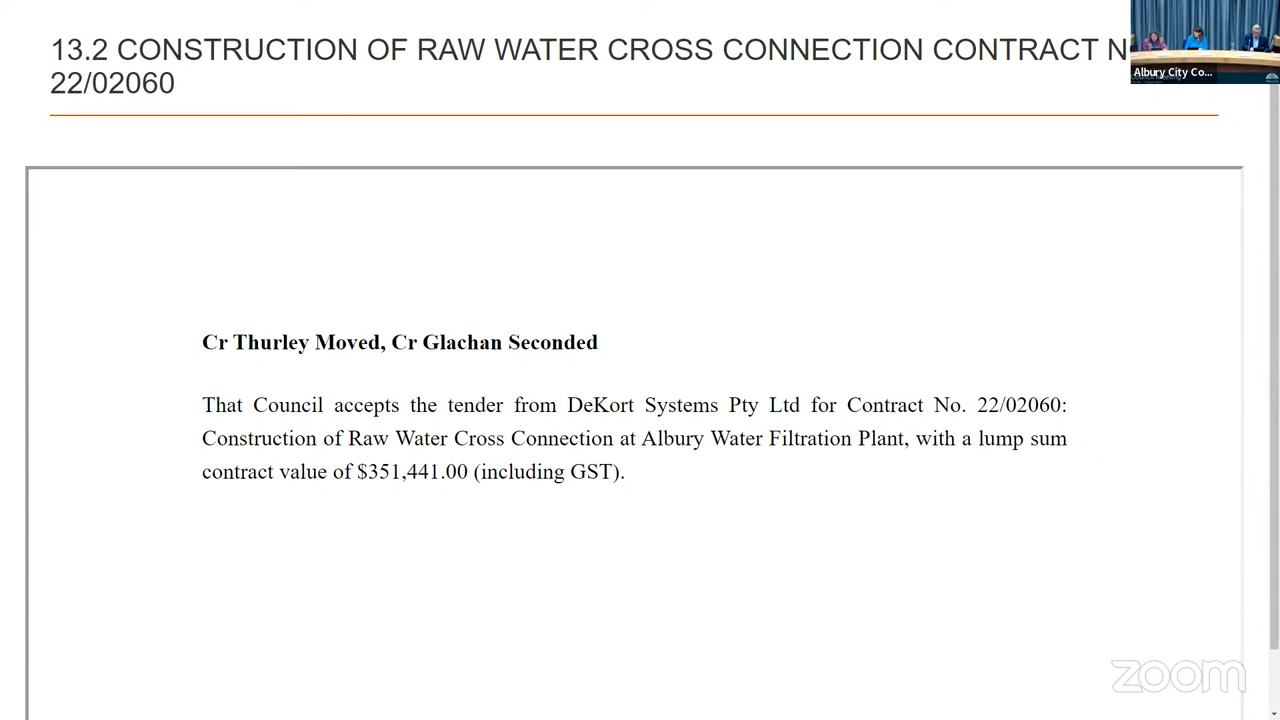 13.2 CONSTRUCTION OF RAW WATER CROSS CONNECTION CONTRACT N
22/02060
Albury City Co...
Cr Thurley Moved, Cr Glachan Seconded
That Council accepts the tender from DeKort Systems Pty Ltd for Contract No. 22/02060:
Construction of Raw Water Cross Connection at Albury Water Filtration Plant, with a lump sum
contract value of $351,441.00 (including GST).
zoom